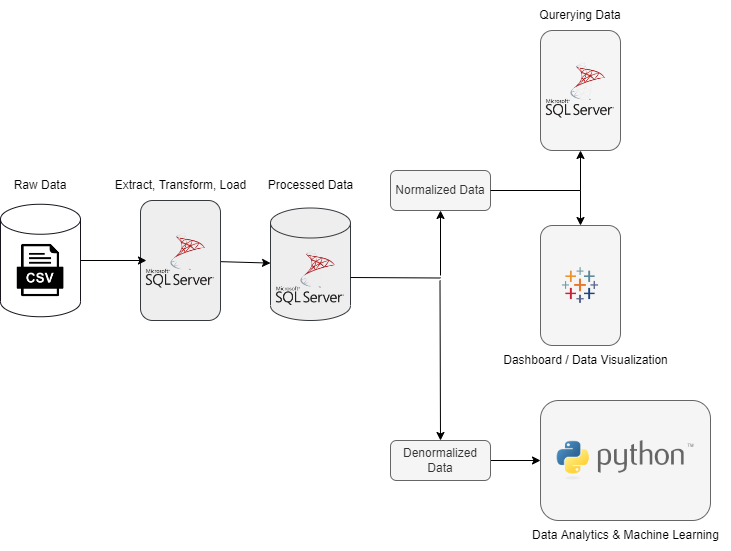 Qurerying Data
Microsoft
SQL Server
Raw Data
Extract, Transform, Load
Processed Data
Normalized Data
CSV
Microsoft
SQL Server
Microsoft
SQL Server
Dashboard / Data Visualization
Denormalized
Data
python™
Data Analytics & Machine Learning